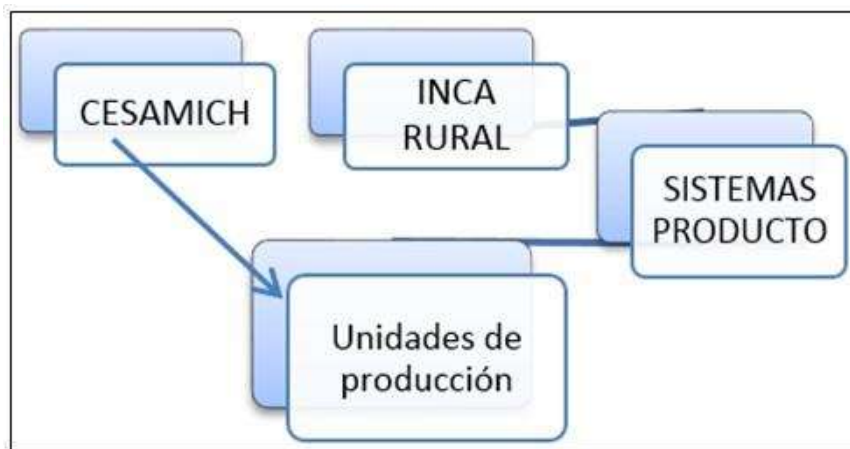 CESAMICH
INCA
RURAL
SISTEMAS
PRODUCTO
Unidades de
producción